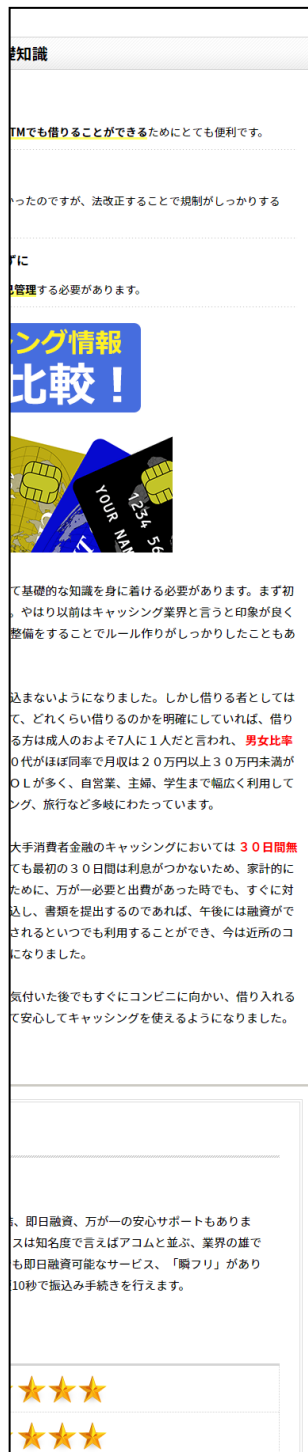 知識
TMでも借りることができるためにとても便利です。
ったのですが、法改正することで規制がしっかりする
ずに
管理する必要があります。
ング情報
比較！
YOUR NAM
1234 56
て基礎的な知識を身に着ける必要があります。まず初
。やはり以前はキャッシング業界と言うと印象が良く
整備をすることでルール作りがしっかりしたこともあ
込まないようになりました。しかし借りる者としては
て、どれくらい借りるのかを明確にしていれば、借り
る方は成人のおよそ7人に１人だと言われ、 男女比率
０代がほぼ同率で月収は２０万円以上３０万円未満が
ＯＬが多く、自営業、主婦、学生まで幅広く利用して
ング、旅行など多岐にわたっています。
大手消費者金融のキャッシングにおいては ３０日間無
ても最初の３０日間は利息がつかないため、家計的に
ために、万が一必要と出費があった時でも、すぐに対
込し、書類を提出するのであれば、午後には融資がで
されるといつでも利用することができ、今は近所のコ
になりました。
気付いた後でもすぐにコンビニに向かい、借り入れる
て安心してキャッシングを使えるようになりました。
、即日融資、万が一の安心サポートもありま
スは知名度で言えばアコムと並ぶ、業界の雄で
も即日融資可能なサービス、「瞬フリ」があり
10秒で振込み手続きを行えます。